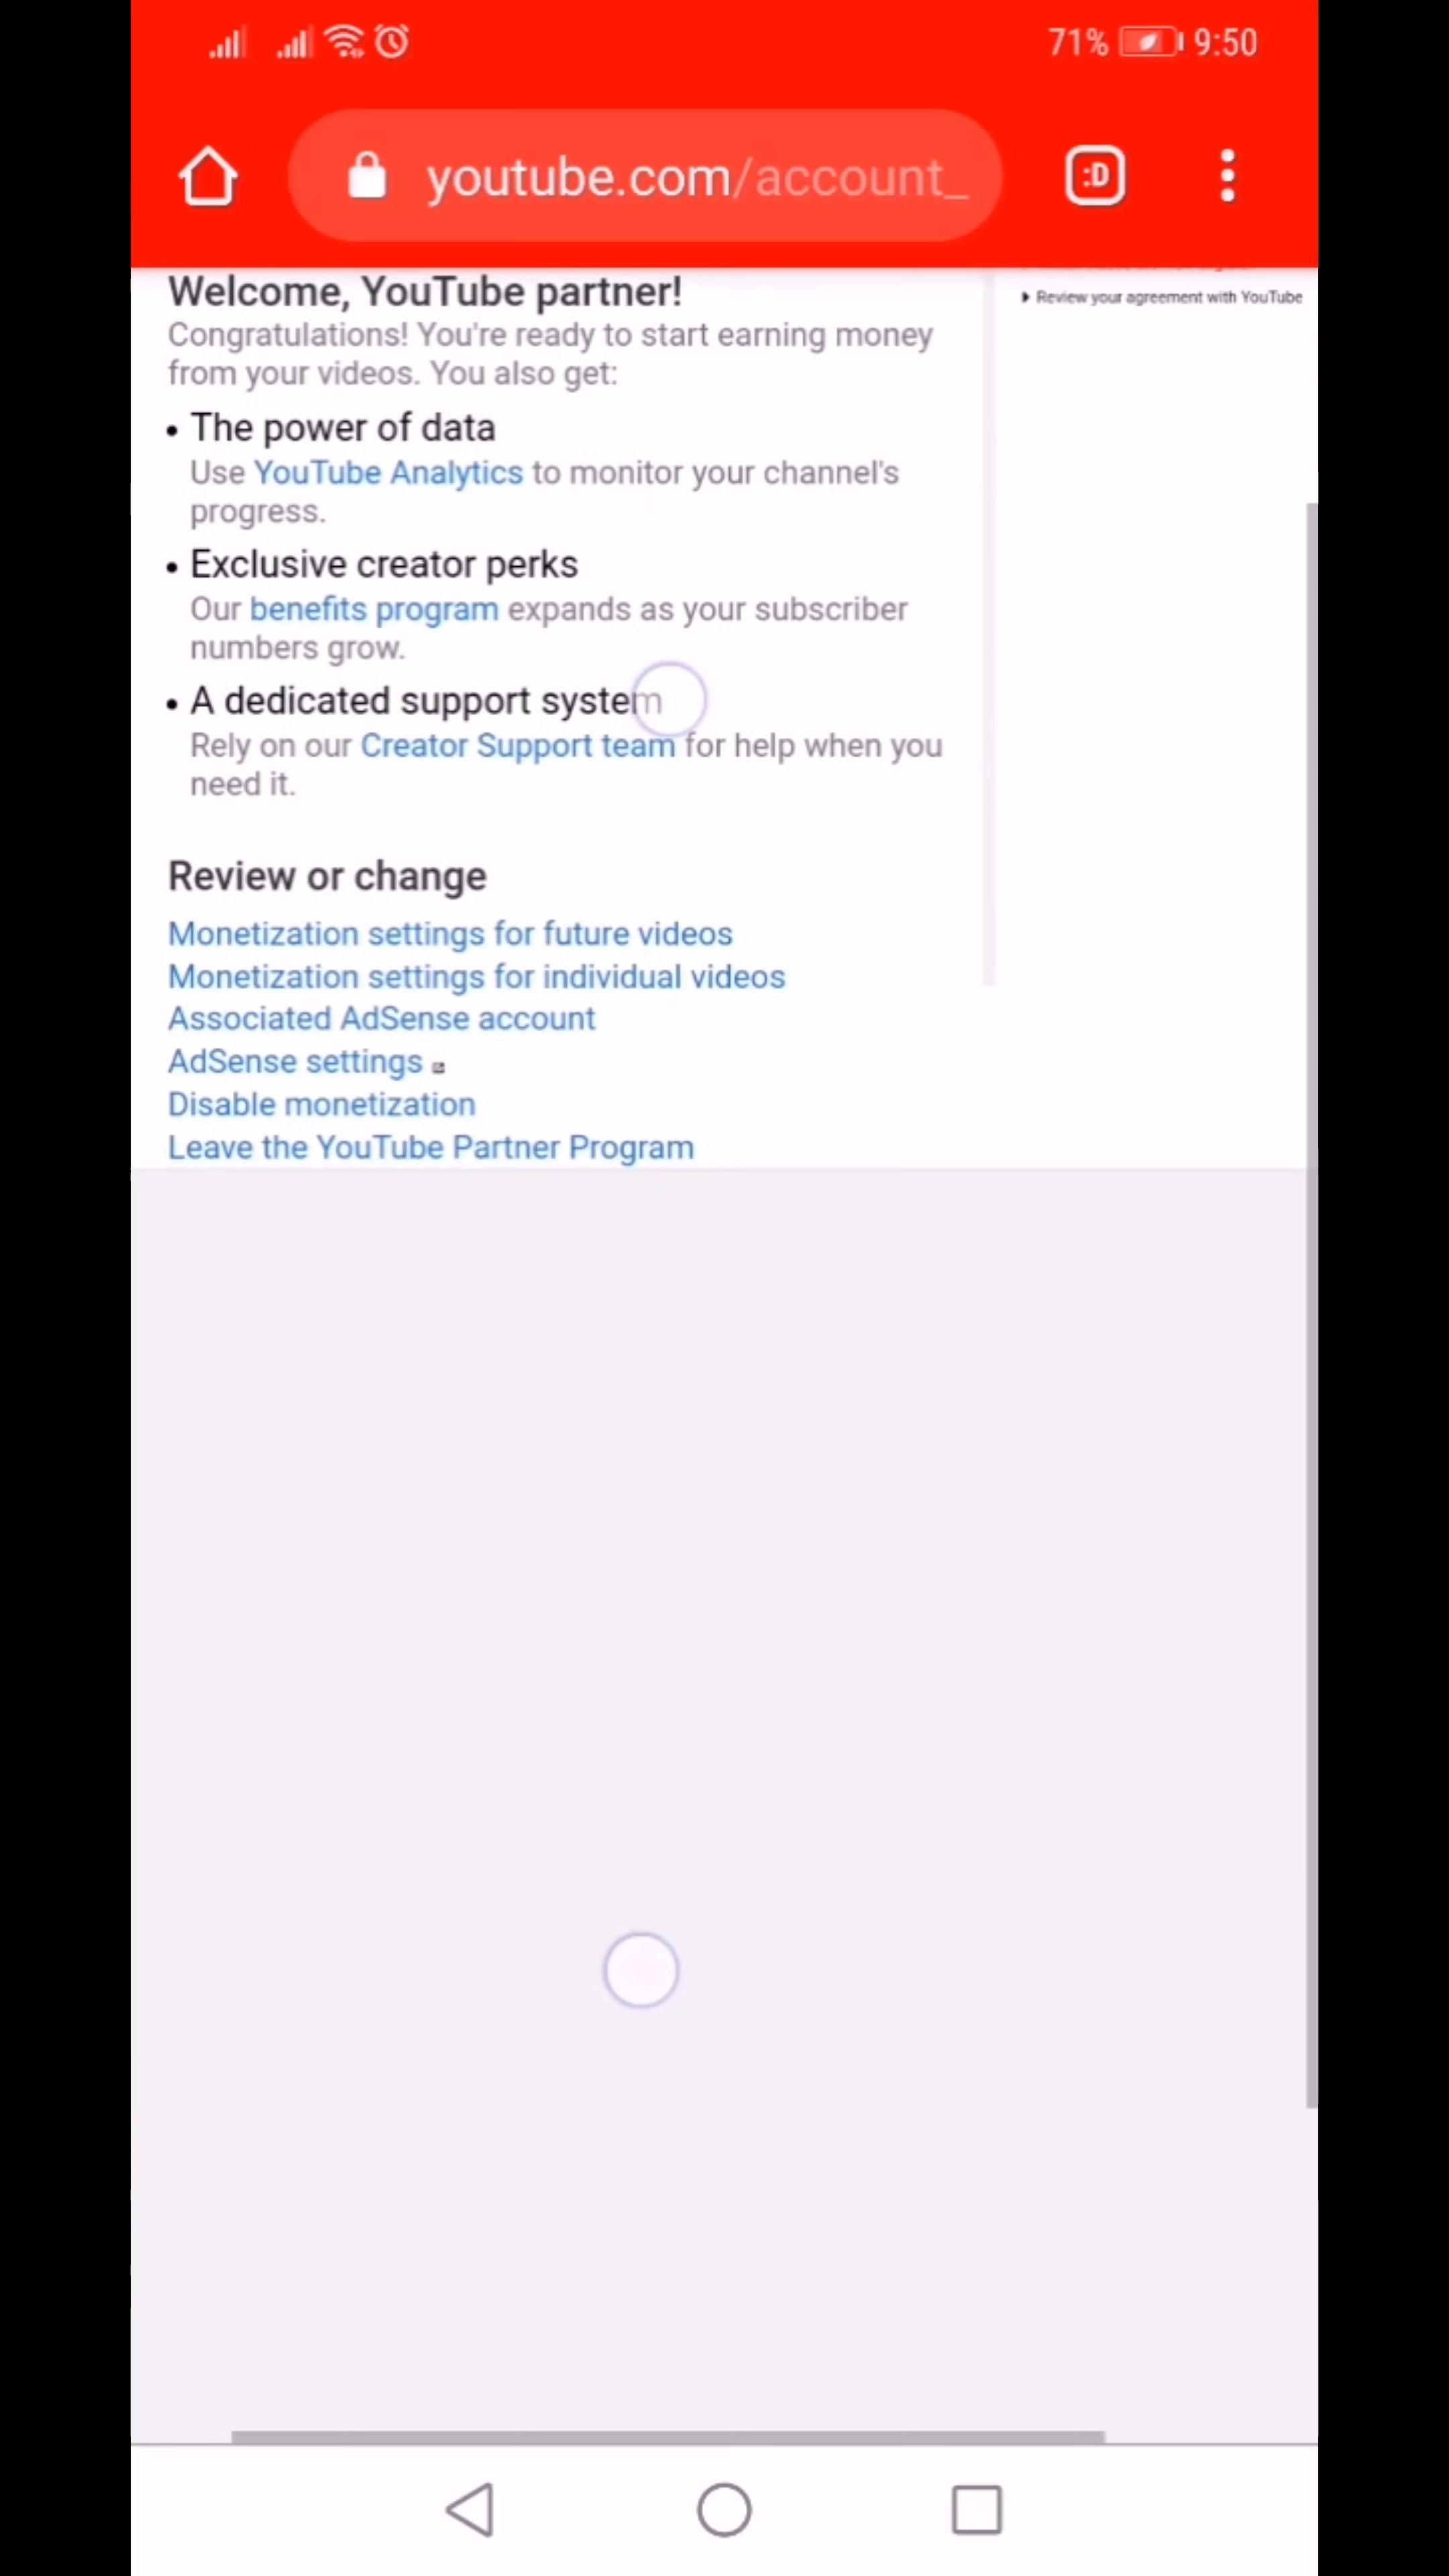 71% 9:50
youtube.com/account_
:D
Welcome, YouTube partner!
Congratulations! You're ready to start earning money
from your videos. You also get:
• The power of data
Use YouTube Analytics to monitor your channel's
progress.
• Exclusive creator perks
Our benefits program expands as your subscriber
numbers grow.
• A dedicated support system
Rely on our Creator Support team for help when you
need it.
Review or change
Monetization settings for future videos
Monetization settings for individual videos
Associated AdSense account
AdSense settings
Disable monetization
Leave the YouTube Partner Program
Review your agreement with YouTube